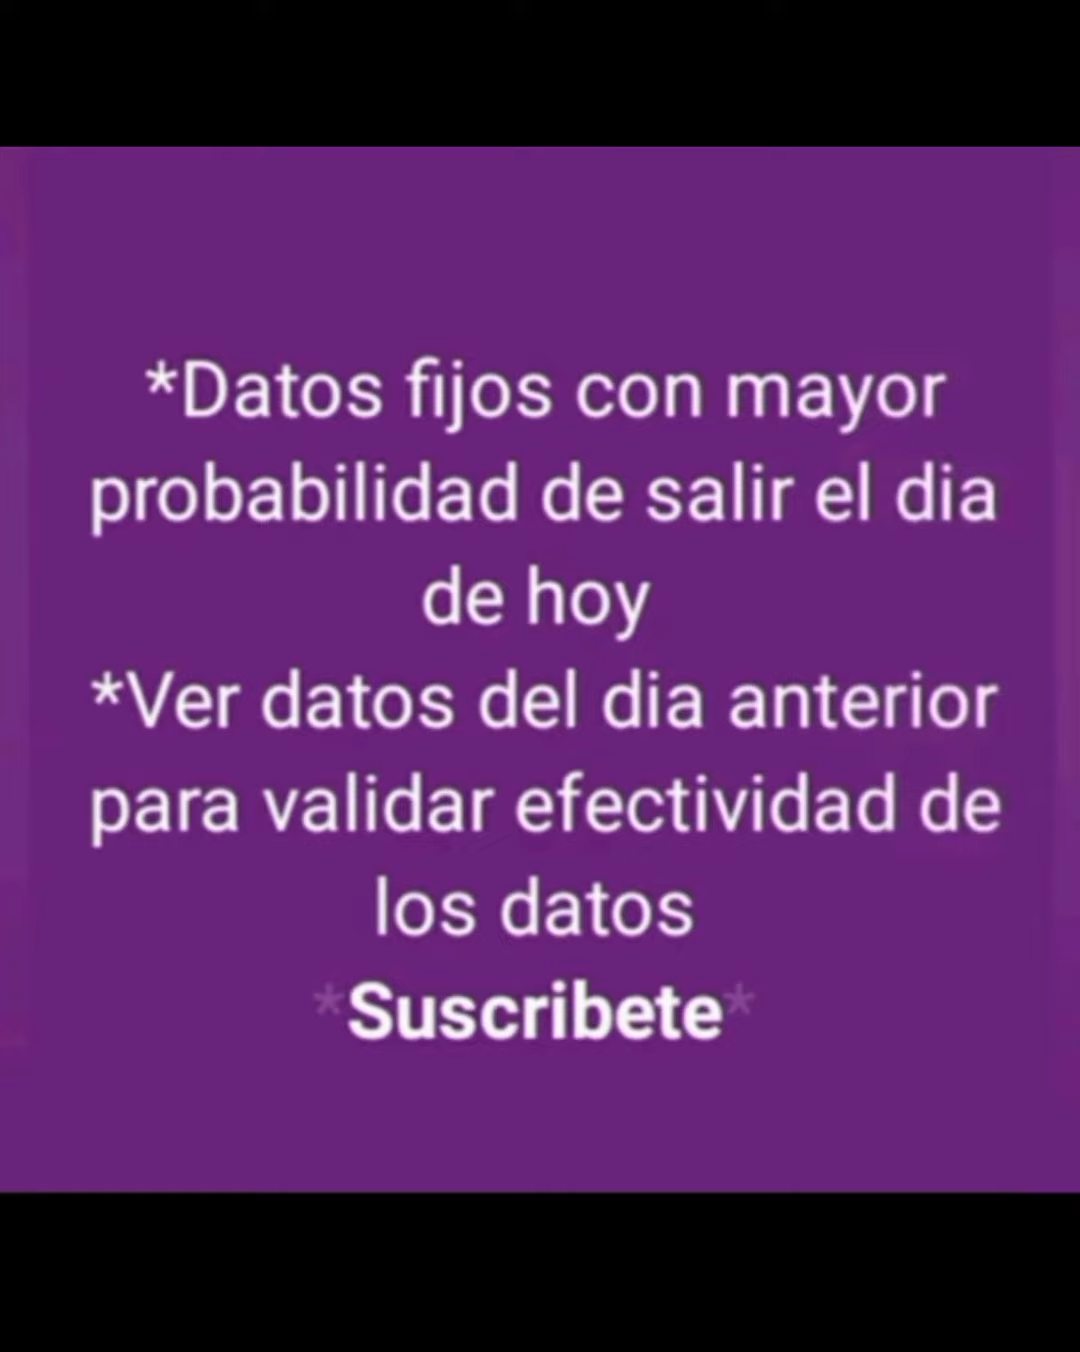 *Datos fijos con mayor
probabilidad de salir el dia
de hoy
*Ver datos del dia anterior
para validar efectividad de
los datos
*Suscribete*